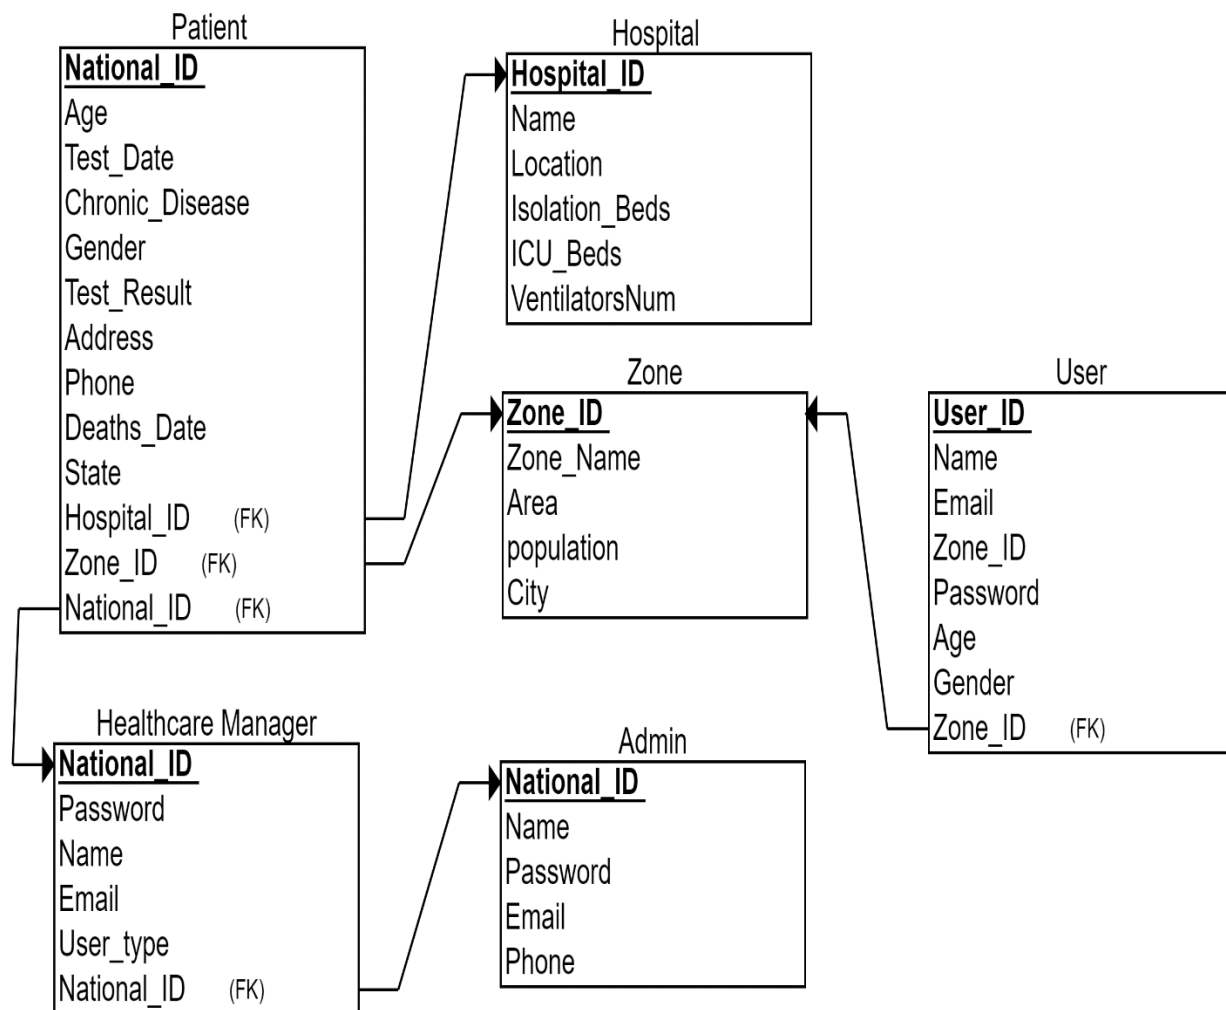 Patient
National_ID
Age
Test_Date
Chronic_Disease
Gender
Test_Result
Address
Phone
Deaths_Date
State
Hospital_ID (FK)
Zone_ID (FK)
National_ID (FK)
Hospital
Hospital_ID
Name
Location
Isolation_Beds
ICU_Beds
VentilatorsNum
Zone
Zone_ID
Zone_Name
Area
population
City
User
User_ID
Name
Email
Zone_ID
Password
Age
Gender
Zone_ID (FK)
Healthcare Manager
National_ID
Password
Name
Email
User_type
National_ID (FK)
Admin
National_ID
Name
Password
Email
Phone